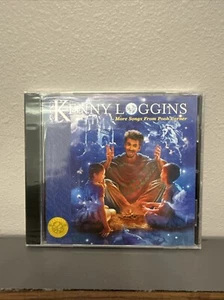 KENNY LOGGINS
More Songs From Pooh Corner